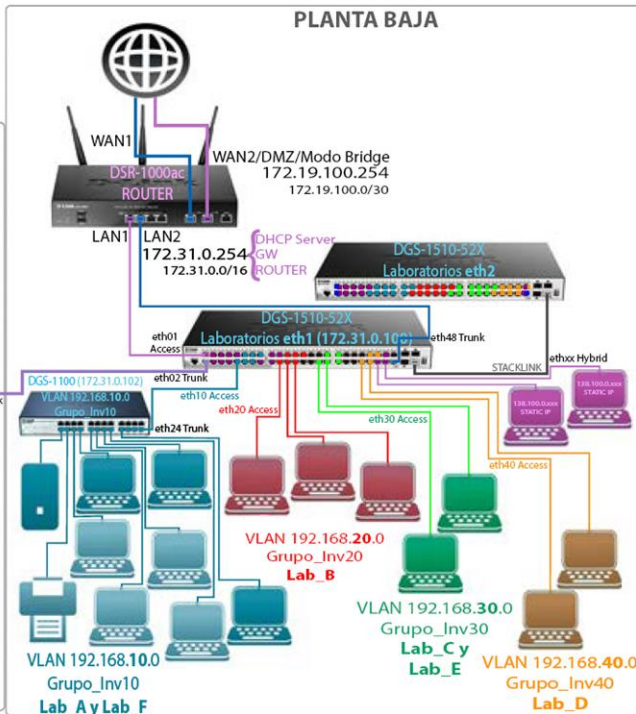 PLANTA BAJA
WAN1
WAN2/DMZ/Modo Bridge
172.19.100.254
172.19.100.0/30
DSR-1000ac
ROUTER
LAN1
LAN2
172.31.0.254
172.31.0.0/16
DHCP Server
GW
ROUTER
DGS-1510-52X
Laboratorios eth2
DGS-1510-52X
Laboratorios eth1 (172.31.0.100)
eth01
Access
eth48 Trunk
STACKLINK
ethxx Hybrid
eth02 Trunk
eth10 Access
DGS-1100 (172.31.0.102)
VLAN 192.168.10.0
Grupo_Inv10
eth24 Trunk
eth20 Access
eth30 Access
eth40 Access
138.100.0.xxx
STATIC IP
138.100.0.xxx
STATIC IP
VLAN 192.168.20.0
Grupo_Inv20
Lab_B
VLAN 192.168.30.0
Grupo_Inv30
Lab_C y
Lab_E
VLAN 192.168.10.0
Grupo_Inv10
Lab_A y Lab_F
VLAN 192.168.40.0
Grupo_Inv40
Lab_D